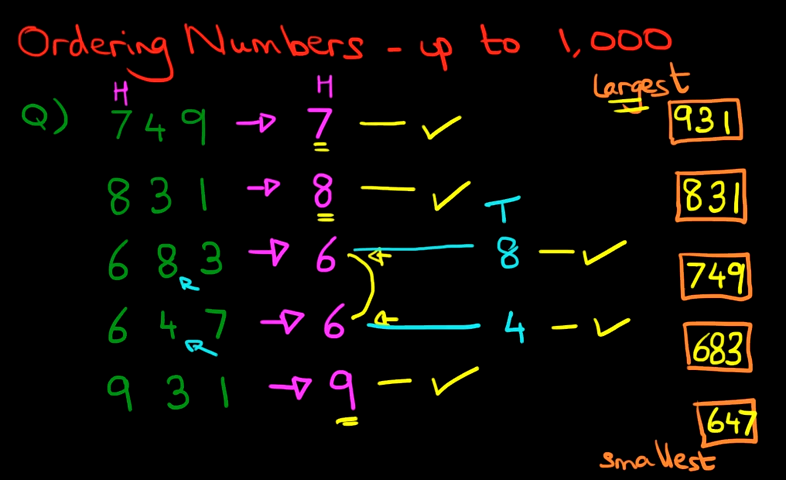 Ordering Numbers - up to 1,000
H H Largest
Q) 749 → 7 — ✓ 931
831 → 8 — ✓ 831
T
683 → 6 8 — ✓ 749
647 → 6 4 — ✓ 683
931 → 9 — ✓ 647
smallest